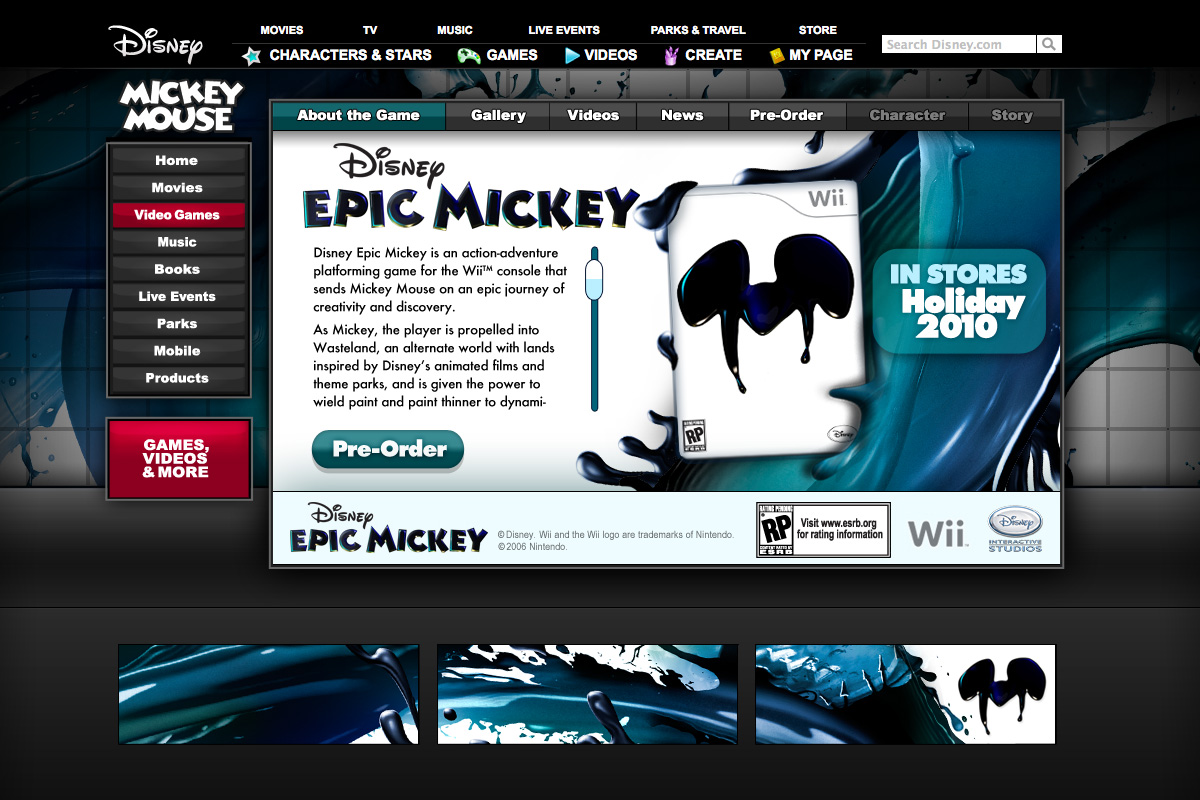 Disney
MOVIES TV MUSIC LIVE EVENTS PARKS & TRAVEL STORE
CHARACTERS & STARS GAMES VIDEOS CREATE MY PAGE
Search Disney.com
MICKEY
MOUSE
Home
Movies
Video Games
Music
Books
Live Events
Parks
Mobile
Products
GAMES,
VIDEOS
& MORE
About the Game Gallery Videos News Pre-Order Character Story
Disney
EPIC MICKEY
Disney Epic Mickey is an action-adventure
platforming game for the Wii™ console that
sends Mickey Mouse on an epic journey of
creativity and discovery.
As Mickey, the player is propelled into
Wasteland, an alternate world with lands
inspired by Disney's animated films and
theme parks, and is given the power to
wield paint and paint thinner to dynami-
Pre-Order
Wii
RP
Disney
IN STORES
Holiday
2010
Disney
EPIC MICKEY
© Disney. Wii and the Wii logo are trademarks of Nintendo.
© 2006 Nintendo.
RATING PENDING
RP
CONTENT RATED BY
ESRB
Visit www.esrb.org
for rating information
Wii™
Disney
INTERACTIVE
STUDIOS